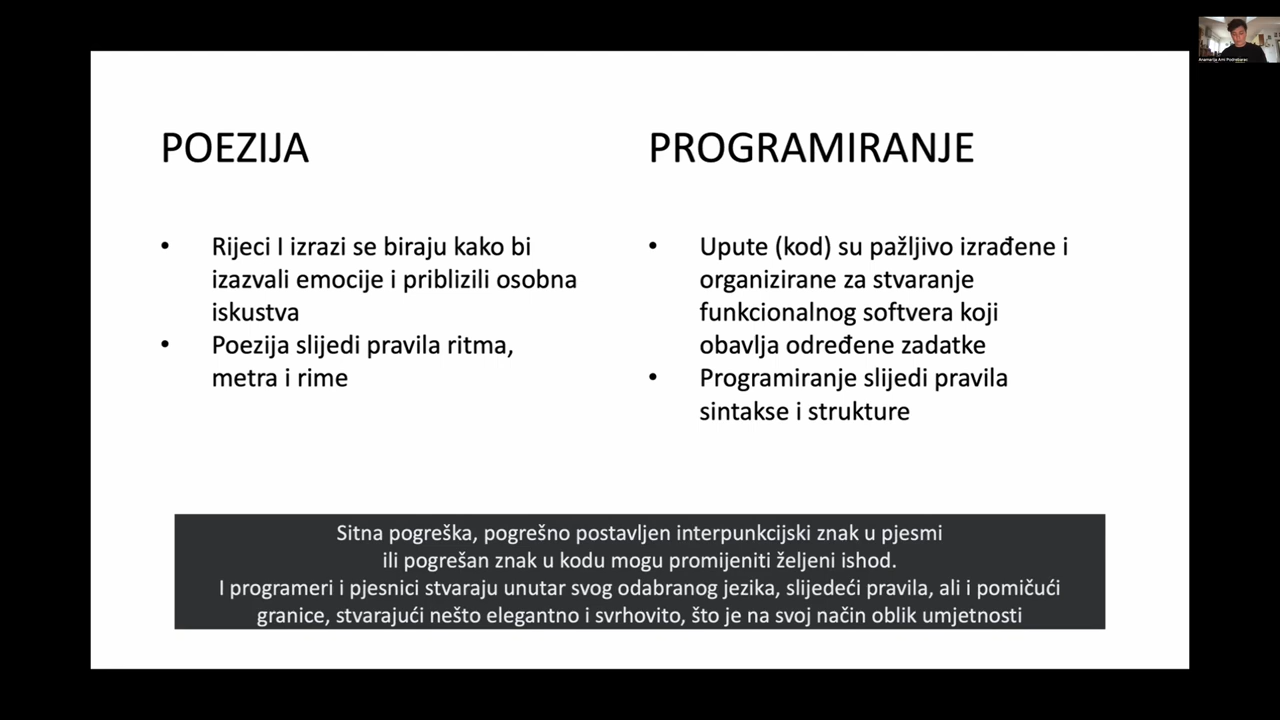 POEZIJA
Rijeci I izrazi se biraju kako bi
izazvali emocije i priblizili osobna
iskustva
Poezija slijedi pravila ritma,
metra i rime
PROGRAMIRANJE
Upute (kod) su pažljivo izrađene i
organizirane za stvaranje
funkcionalnog softvera koji
obavlja određene zadatke
Programiranje slijedi pravila
sintakse i strukture
Sitna pogreška, pogrešno postavljen interpunkcijski znak u pjesmi
ili pogrešan znak u kodu mogu promijeniti željeni ishod.
I programeri i pjesnici stvaraju unutar svog odabranog jezika, slijedeći pravila, ali i pomičući
granice, stvarajući nešto elegantno i svrhovito, što je na svoj način oblik umjetnosti